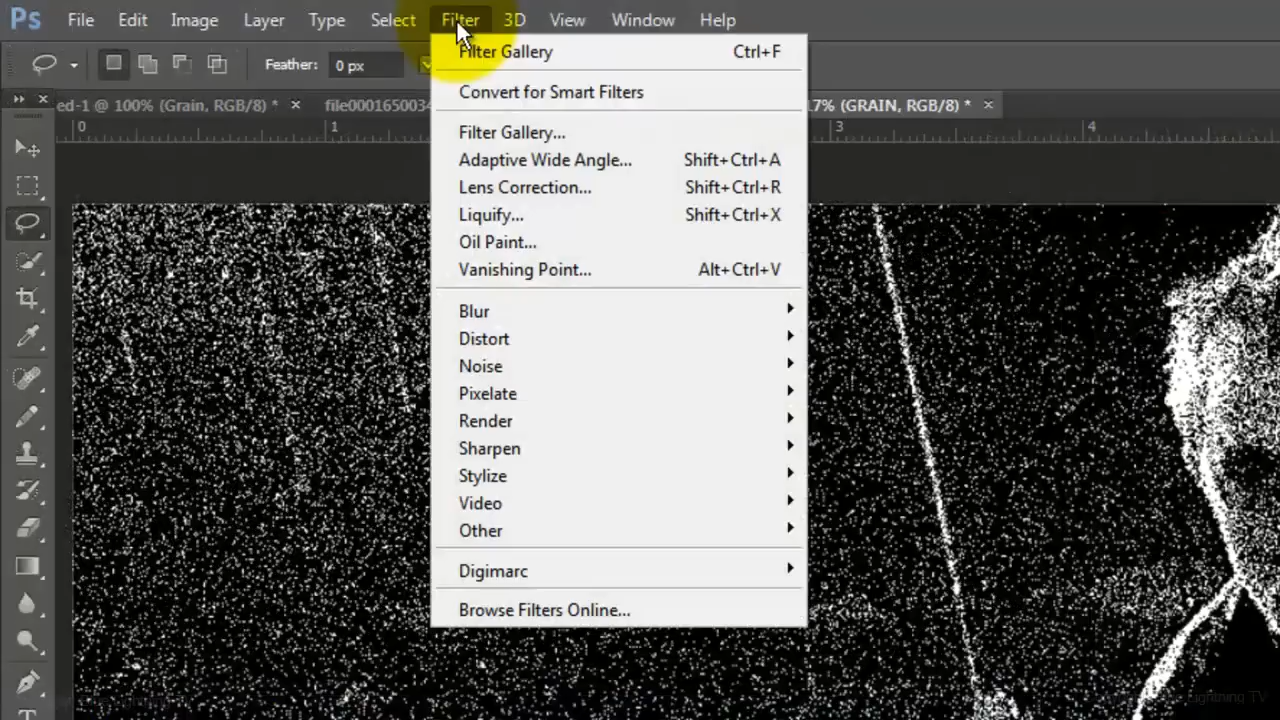 Ps File Edit Image Layer Type Select Filter 3D View Window Help
Feather: 0 px
ed-1 @ 100% (Grain, RGB/8) * × file000165003 7% (GRAIN, RGB/8) * ×
0 1 3 4
Filter Gallery Ctrl+F
Convert for Smart Filters
Filter Gallery...
Adaptive Wide Angle... Shift+Ctrl+A
Lens Correction... Shift+Ctrl+R
Liquify... Shift+Ctrl+X
Oil Paint...
Vanishing Point... Alt+Ctrl+V
Blur
Distort
Noise
Pixelate
Render
Sharpen
Stylize
Video
Other
Digimarc
Browse Filters Online...
Lightning TV